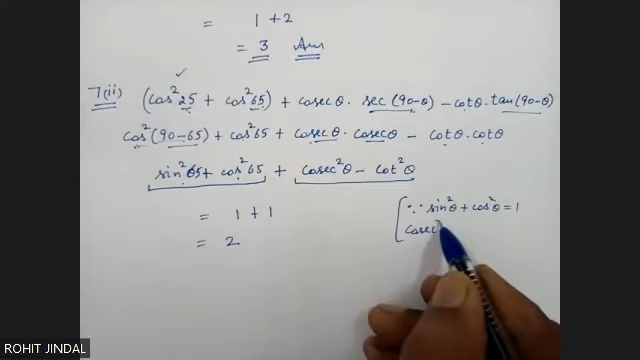 = 1 + 2
= 3 Ans
7(ii) (cos²25 + cos²65) + cosecθ · sec(90-θ) - cotθ · tan(90-θ)
cos²(90-65) + cos²65 + cosecθ · cosecθ - cotθ · cotθ
sin²65 + cos²65 + cosec²θ - cot²θ
= 1 + 1
∵ sin²θ + cos²θ = 1
= 2
cosec²
ROHIT JINDAL